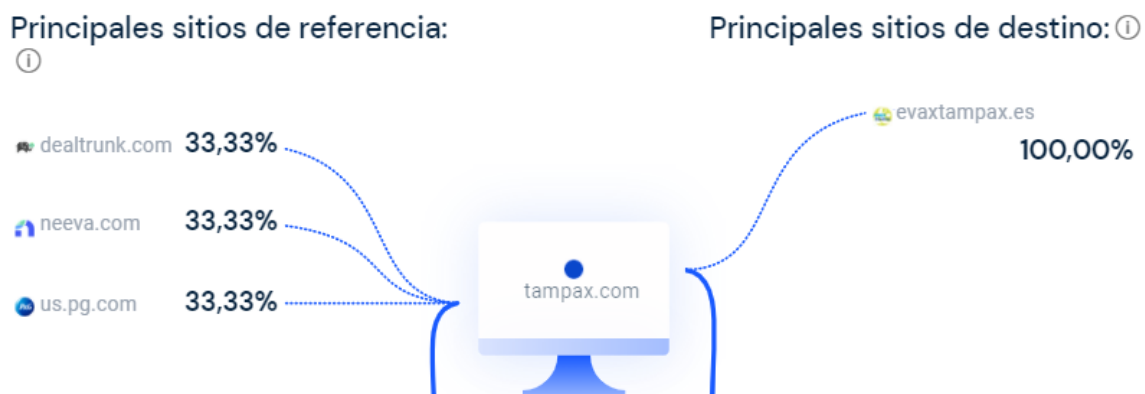 Principales sitios de referencia:
dealtrunk.com 33,33%
neeva.com 33,33%
us.pg.com 33,33%
tampax.com
Principales sitios de destino:
evaxtampax.es
100,00%